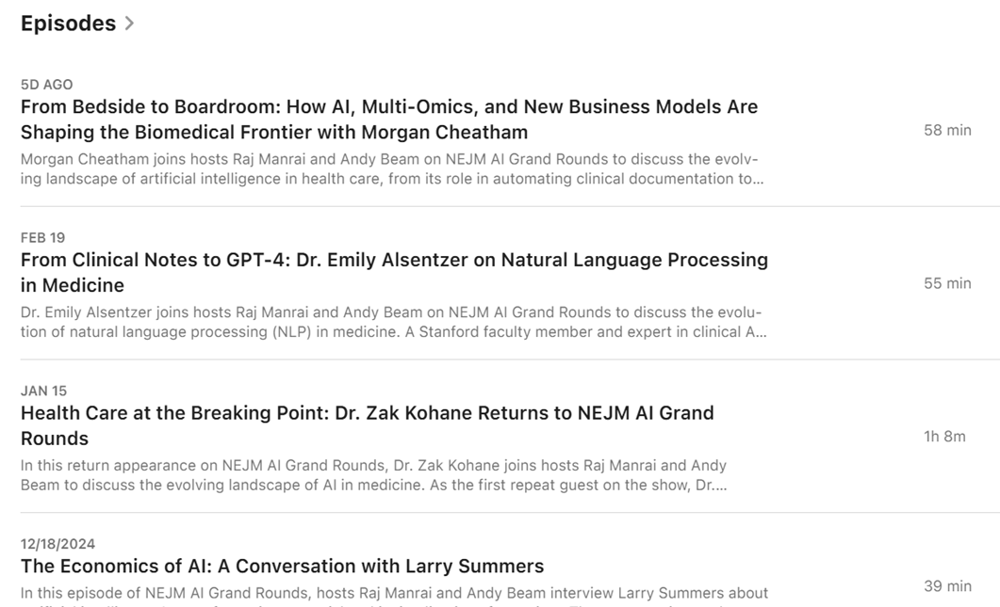 Episodes
5D AGO
From Bedside to Boardroom: How AI, Multi-Omics, and New Business Models Are
Shaping the Biomedical Frontier with Morgan Cheatham
58 min
Morgan Cheatham joins hosts Raj Manrai and Andy Beam on NEJM AI Grand Rounds to discuss the evolv-
ing landscape of artificial intelligence in health care, from its role in automating clinical documentation to...
FEB 19
From Clinical Notes to GPT-4: Dr. Emily Alsentzer on Natural Language Processing
in Medicine
55 min
Dr. Emily Alsentzer joins hosts Raj Manrai and Andy Beam on NEJM AI Grand Rounds to discuss the evolu-
tion of natural language processing (NLP) in medicine. A Stanford faculty member and expert in clinical A...
JAN 15
Health Care at the Breaking Point: Dr. Zak Kohane Returns to NEJM AI Grand
Rounds
1h 8m
In this return appearance on NEJM AI Grand Rounds, Dr. Zak Kohane joins hosts Raj Manrai and Andy
Beam to discuss the evolving landscape of AI in medicine. As the first repeat guest on the show, Dr....
12/18/2024
The Economics of AI: A Conversation with Larry Summers
39 min
In this episode of NEJM AI Grand Rounds, hosts Raj Manrai and Andy Beam interview Larry Summers about